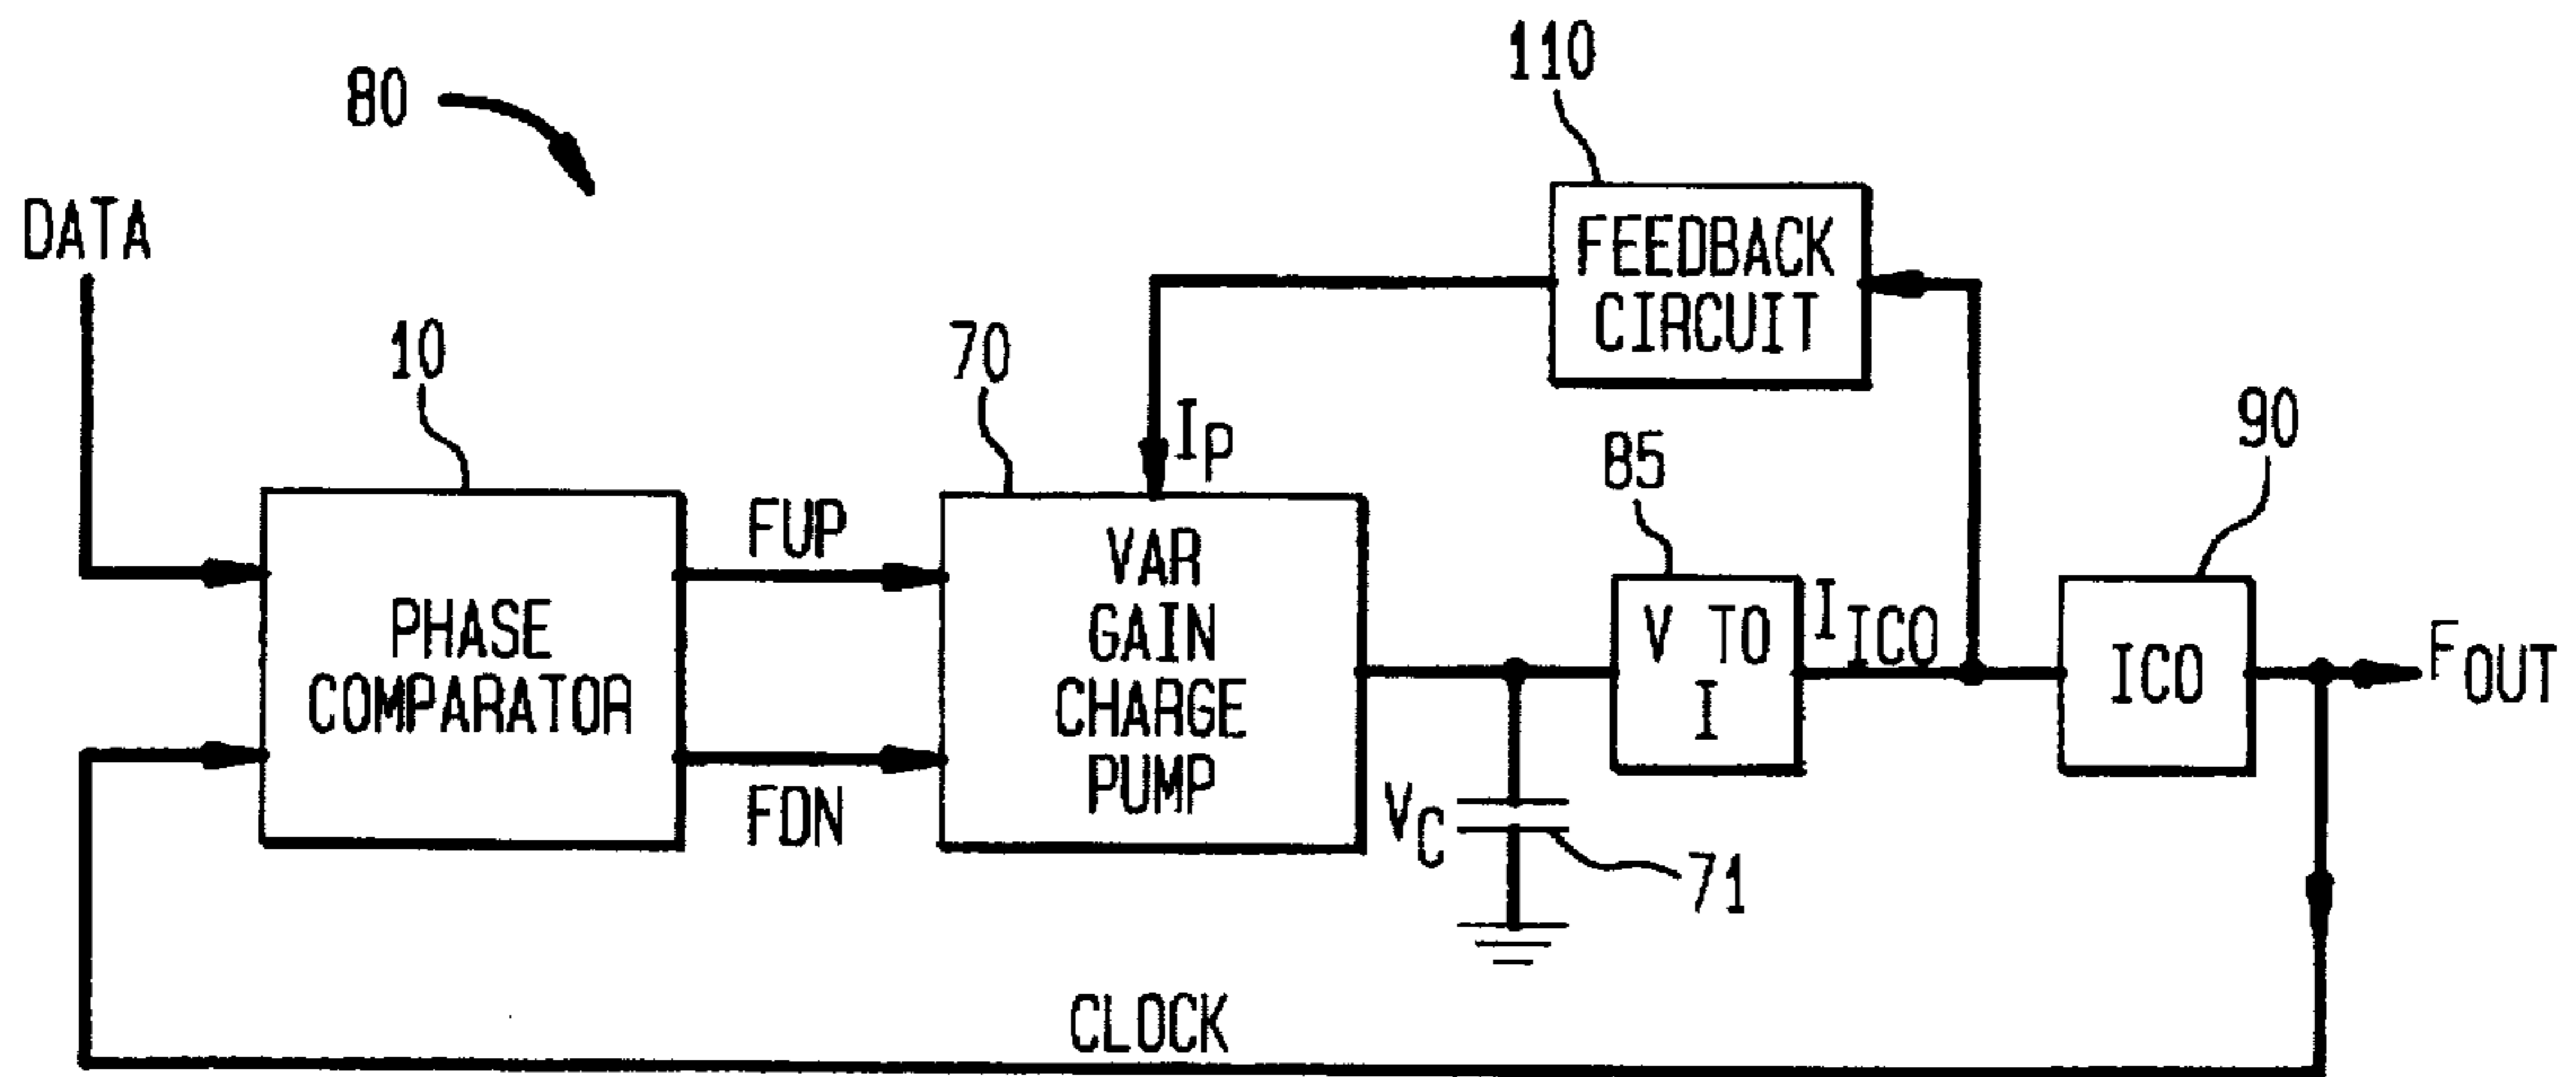 80
110
DATA
FEEDBACK
CIRCUIT
10
70
IP
85
90
FUP
FDN
PHASE
COMPARATOR
VAR
GAIN
CHARGE
PUMP
V TO
I
IICO
ICO
FOUT
VC
71
CLOCK